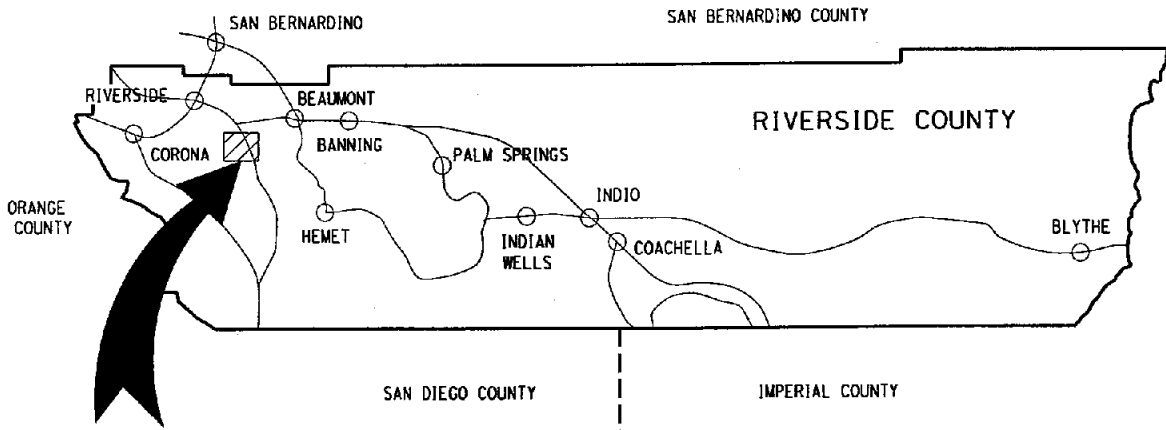 SAN BERNARDINO COUNTY
SAN BERNARDINO
RIVERSIDE
BEAUMONT
RIVERSIDE COUNTY
CORONA
BANNING
PALM SPRINGS
ORANGE
COUNTY
HEMET
INDIAN
WELLS
INDIO
COACHELLA
BLYTHE
SAN DIEGO COUNTY
IMPERIAL COUNTY